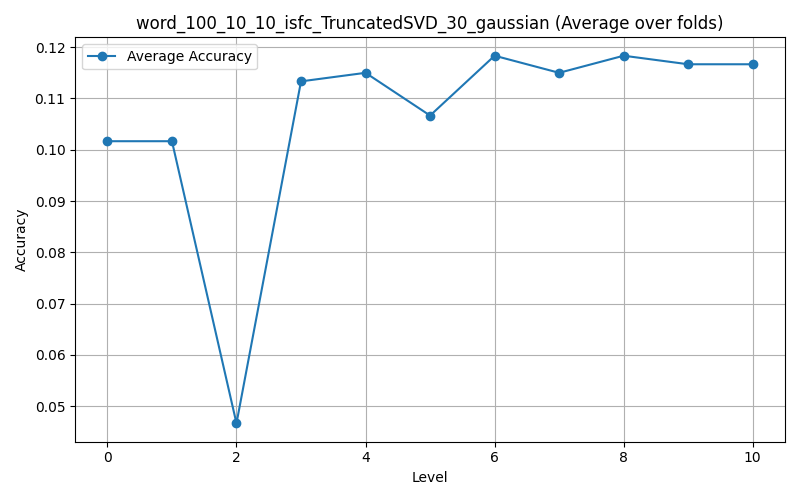 word_100_10_10_isfc_TruncatedSVD_30_gaussian (Average over folds)
Average Accuracy
0.12
0.11
0.10
0.09
0.08
0.07
0.06
0.05
Accuracy
0 2 4 6 8 10
Level